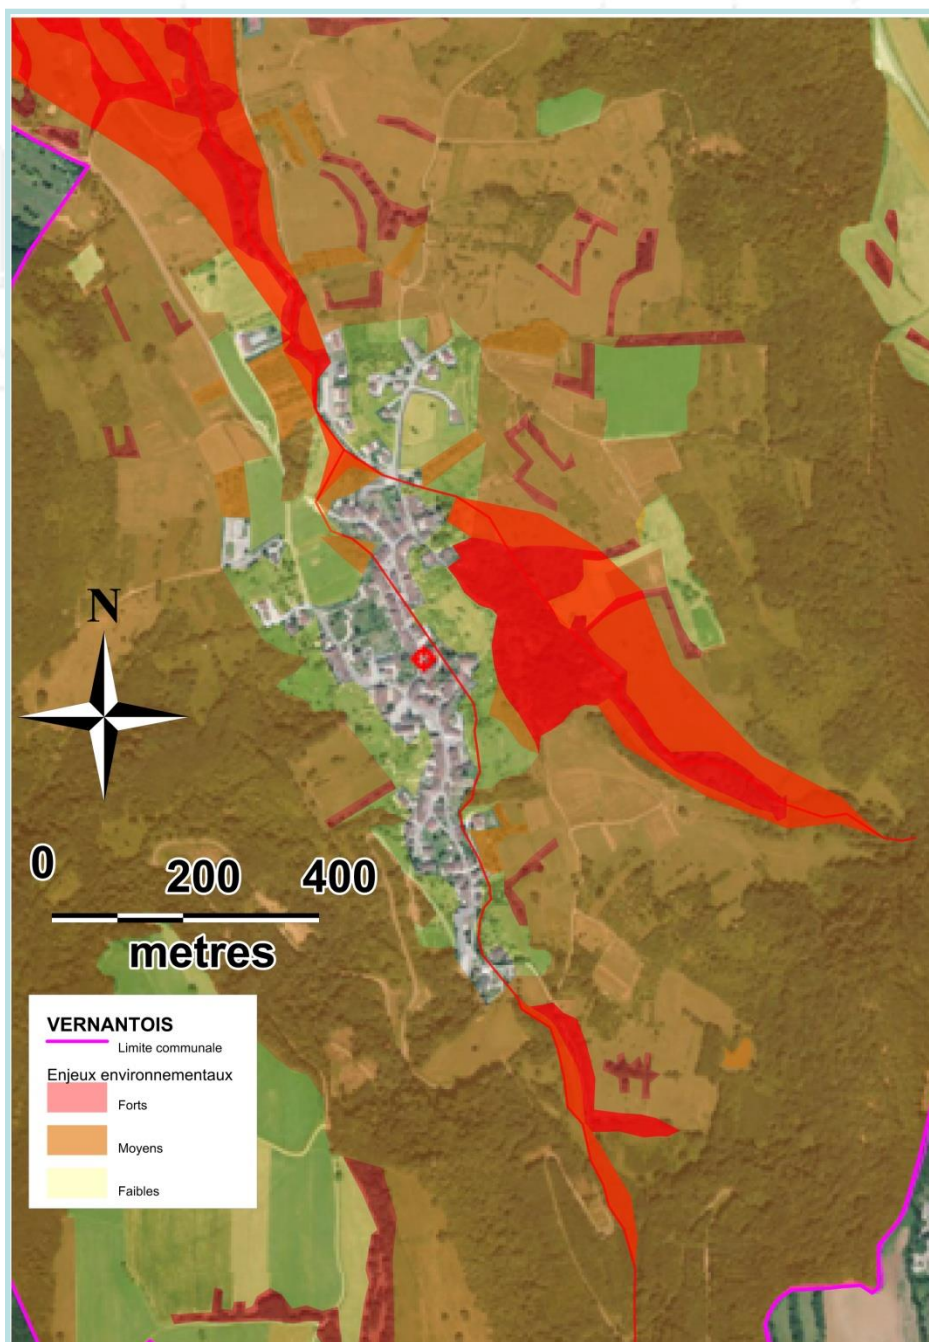 N
0 200 400
metres
VERNANTOIS
Limite communale
Enjeux environnementaux
Forts
Moyens
Faibles